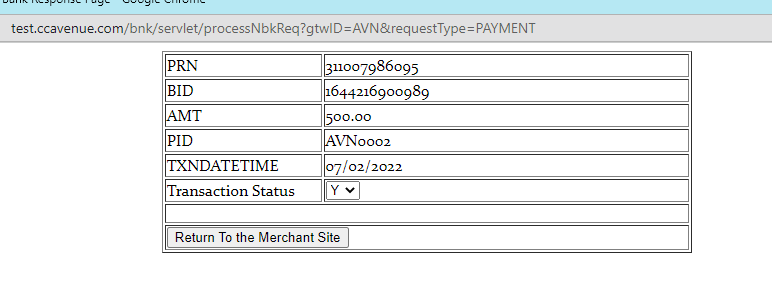 Bank Response Page - Google Chrome
test.ccavenue.com/bnk/servlet/processNbkReq?gtwID=AVN&requestType=PAYMENT
PRN 311007986095
BID 1644216900989
AMT 500.00
PID AVN0002
TXNDATETIME 07/02/2022
Transaction Status Y
Return To the Merchant Site